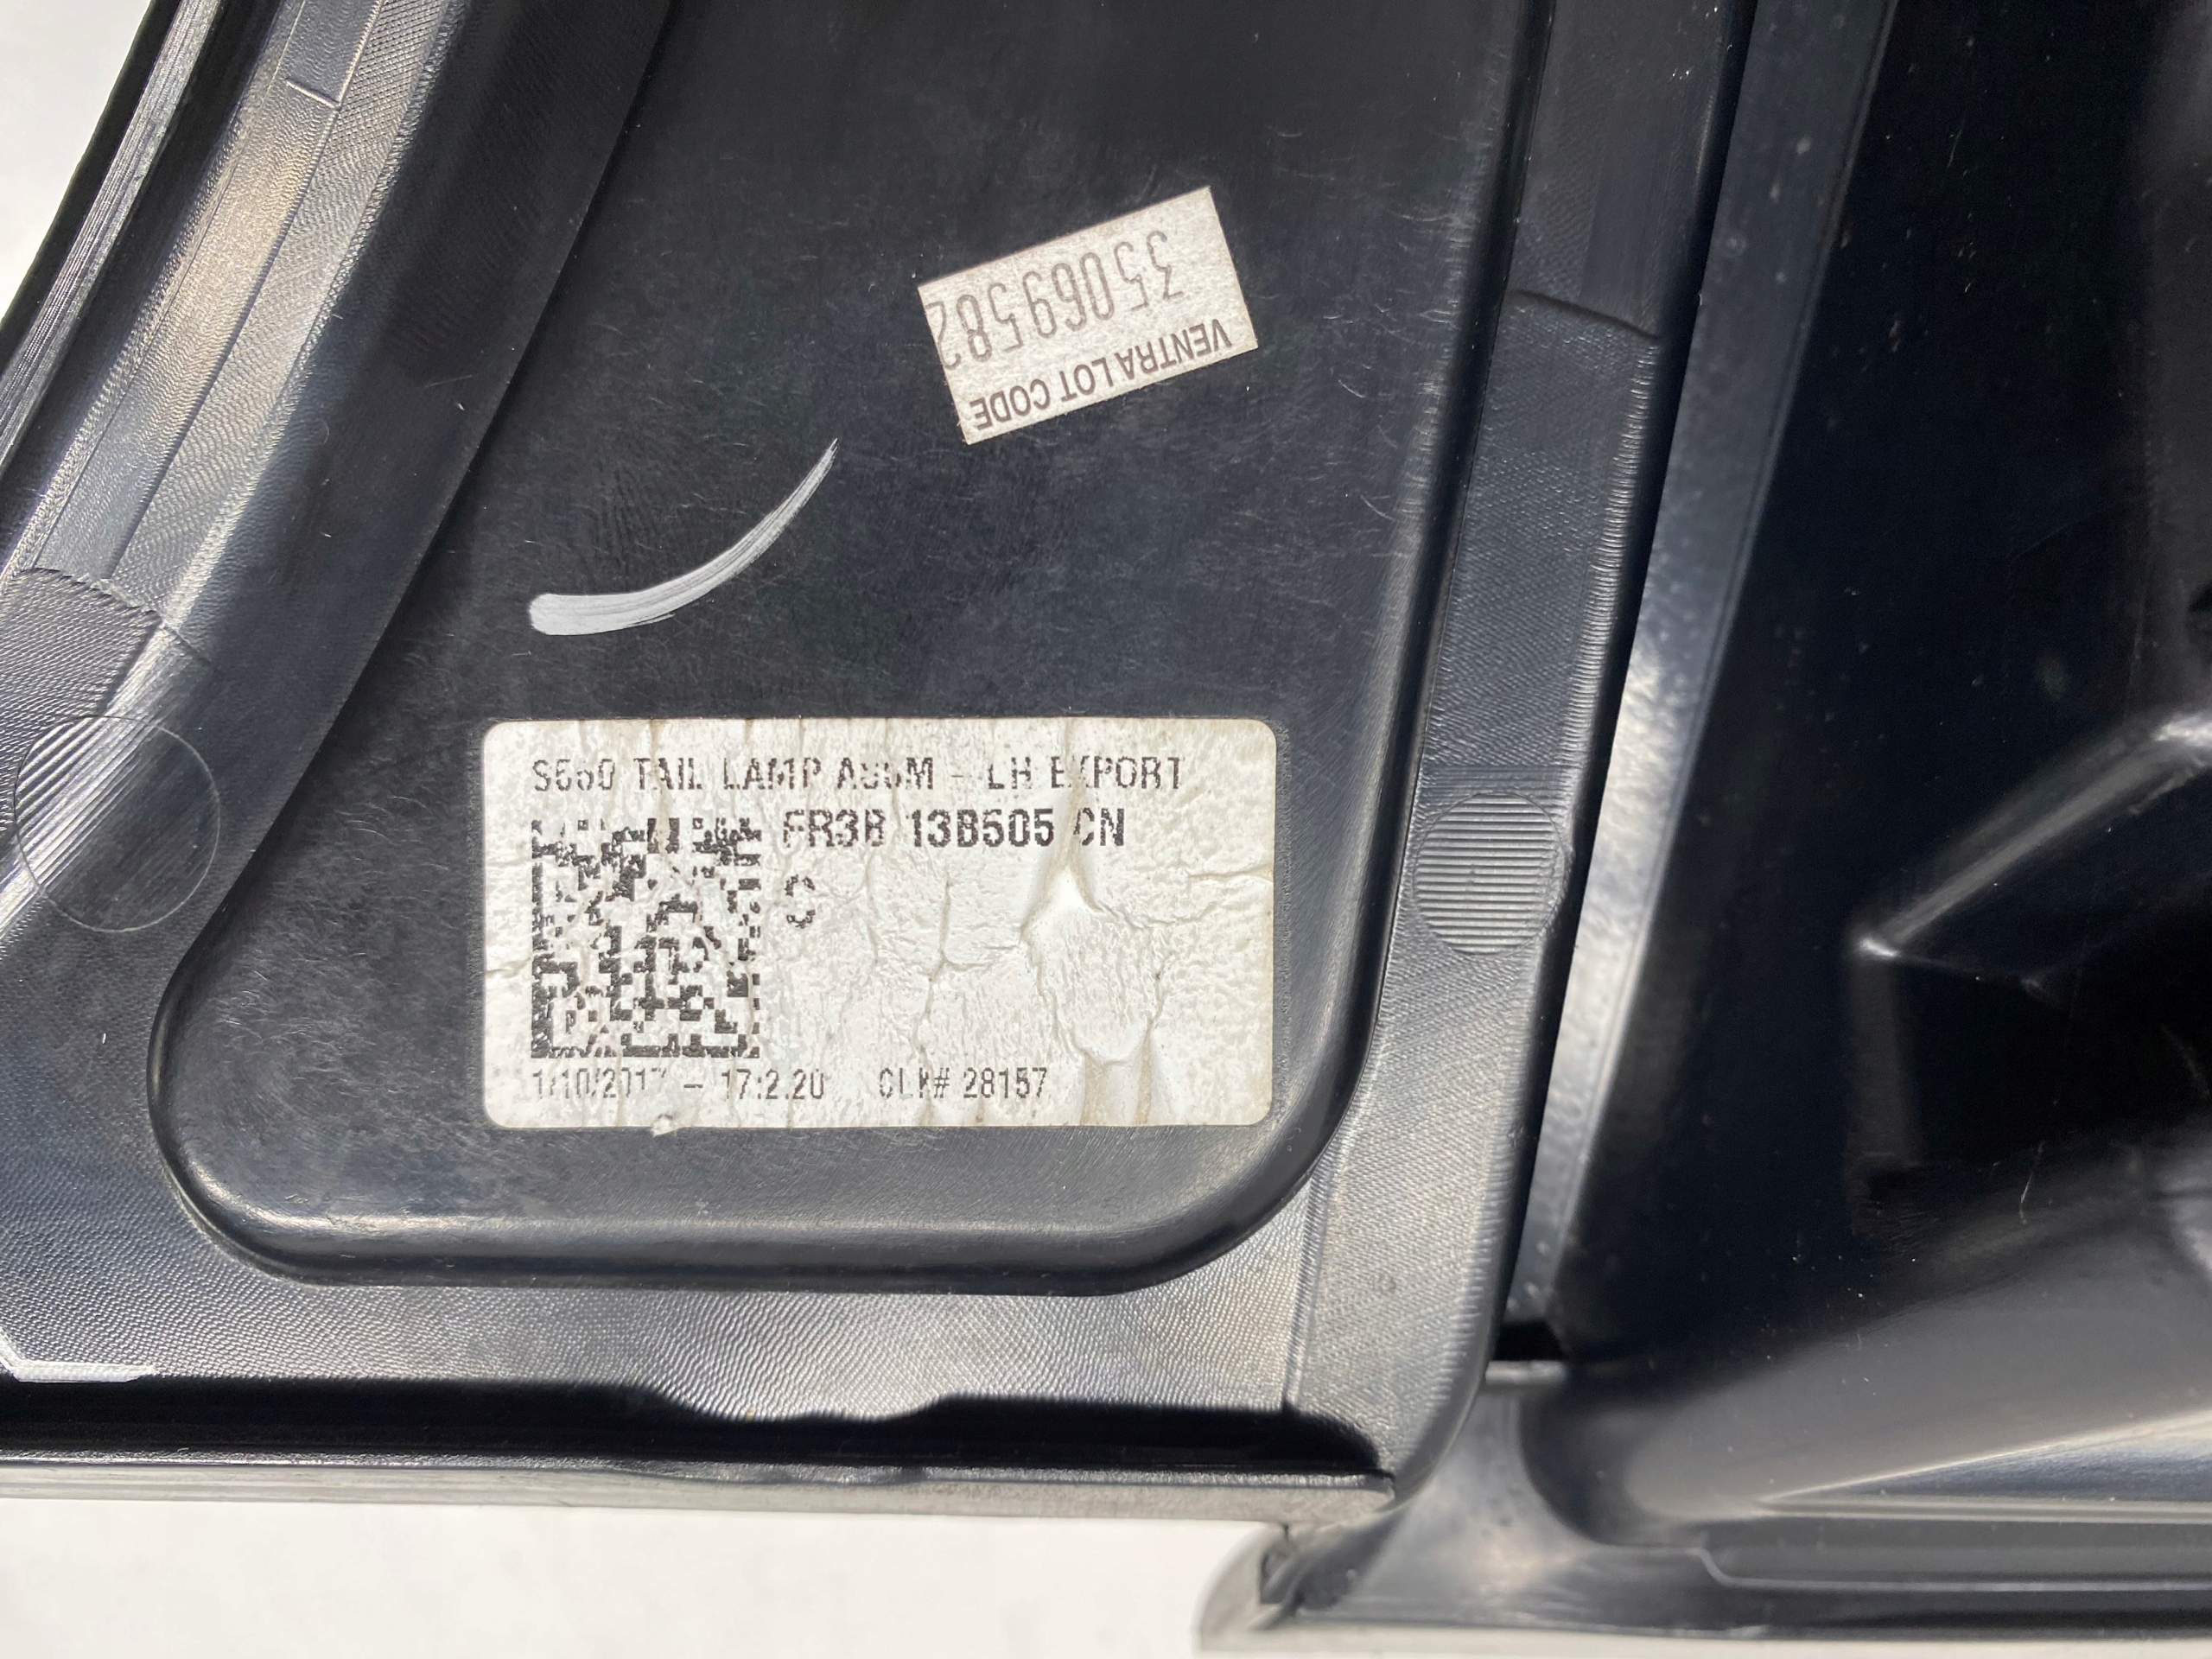 VENTRA LOT CODE
35069582
S550 TAIL LAMP ASSM - LH EXPORT
FR3B 13B505 CN
C
1/10/2017 - 17:2:20 CLK# 28157